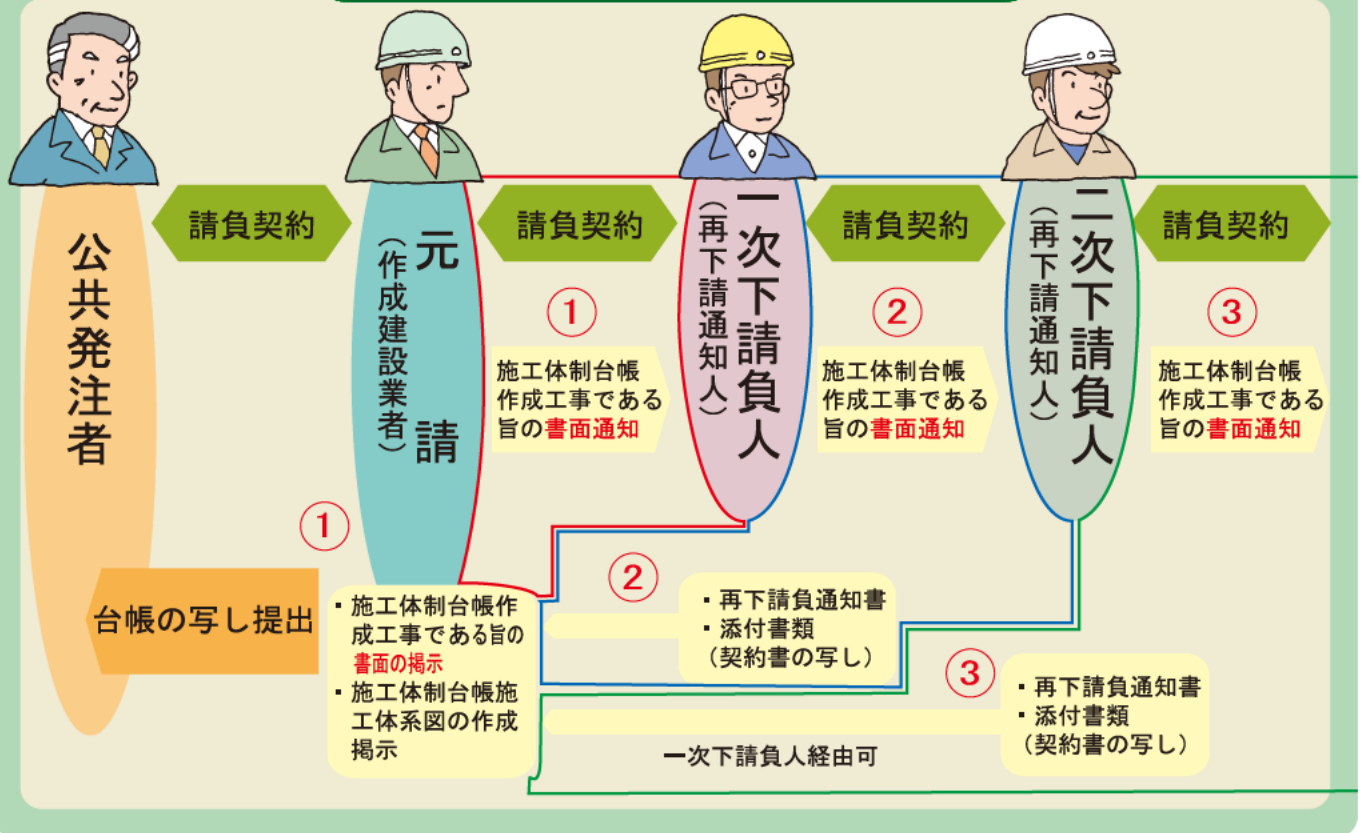 請負契約
請負契約
請負契約
請負契約
公共発注者
元請
（作成建設業者）
一次下請負人
（再下請通知人）
二次下請負人
（再下請通知人）
①
施工体制台帳
作成工事である
旨の書面通知
②
施工体制台帳
作成工事である
旨の書面通知
③
施工体制台帳
作成工事である
旨の書面通知
①
台帳の写し提出
・施工体制台帳作
成工事である旨の
書面の掲示
・施工体制台帳施
工体系図の作成
掲示
②
・再下請負通知書
・添付書類
（契約書の写し）
③
・再下請負通知書
・添付書類
（契約書の写し）
一次下請負人経由可